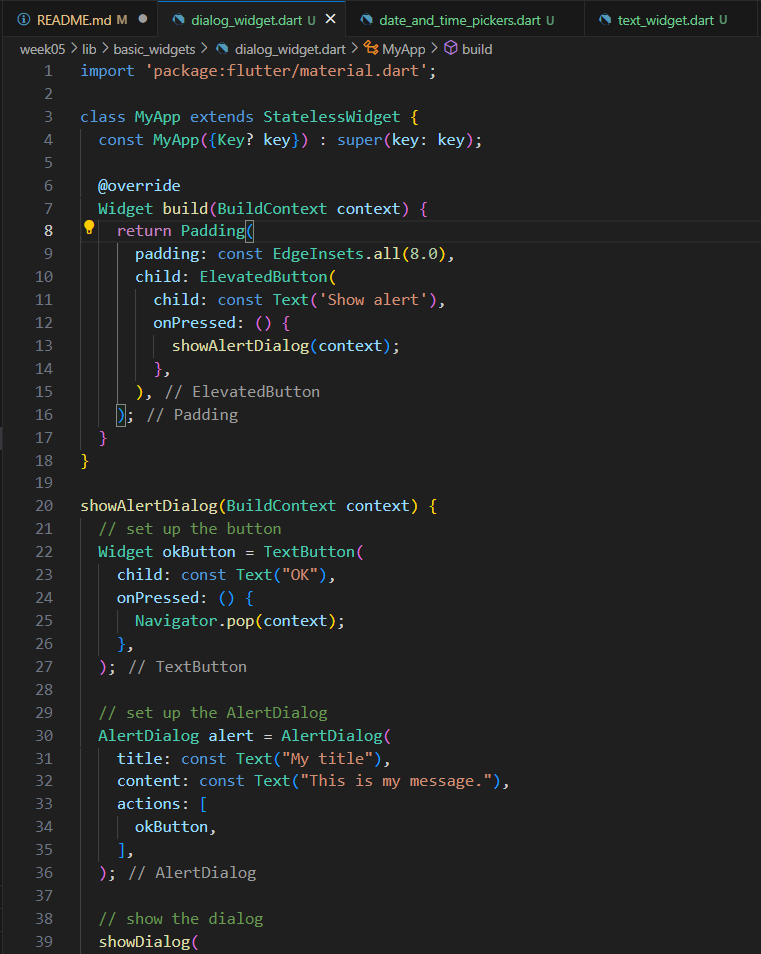 README.md M
dialog_widget.dart U
date_and_time_pickers.dart U
text_widget.dart U
week05 > lib > basic_widgets > dialog_widget.dart > MyApp > build
1 import 'package:flutter/material.dart';
2
3 class MyApp extends StatelessWidget {
4 const MyApp({Key? key}) : super(key: key);
5
6 @override
7 Widget build(BuildContext context) {
8 return Padding(
9 padding: const EdgeInsets.all(8.0),
10 child: ElevatedButton(
11 child: const Text('Show alert'),
12 onPressed: () {
13 showAlertDialog(context);
14 },
15 ), // ElevatedButton
16 ); // Padding
17 }
18 }
19
20 showAlertDialog(BuildContext context) {
21 // set up the button
22 Widget okButton = TextButton(
23 child: const Text("OK"),
24 onPressed: () {
25 Navigator.pop(context);
26 },
27 ); // TextButton
28
29 // set up the AlertDialog
30 AlertDialog alert = AlertDialog(
31 title: const Text("My title"),
32 content: const Text("This is my message."),
33 actions: [
34 okButton,
35 ],
36 ); // AlertDialog
37
38 // show the dialog
39 showDialog(